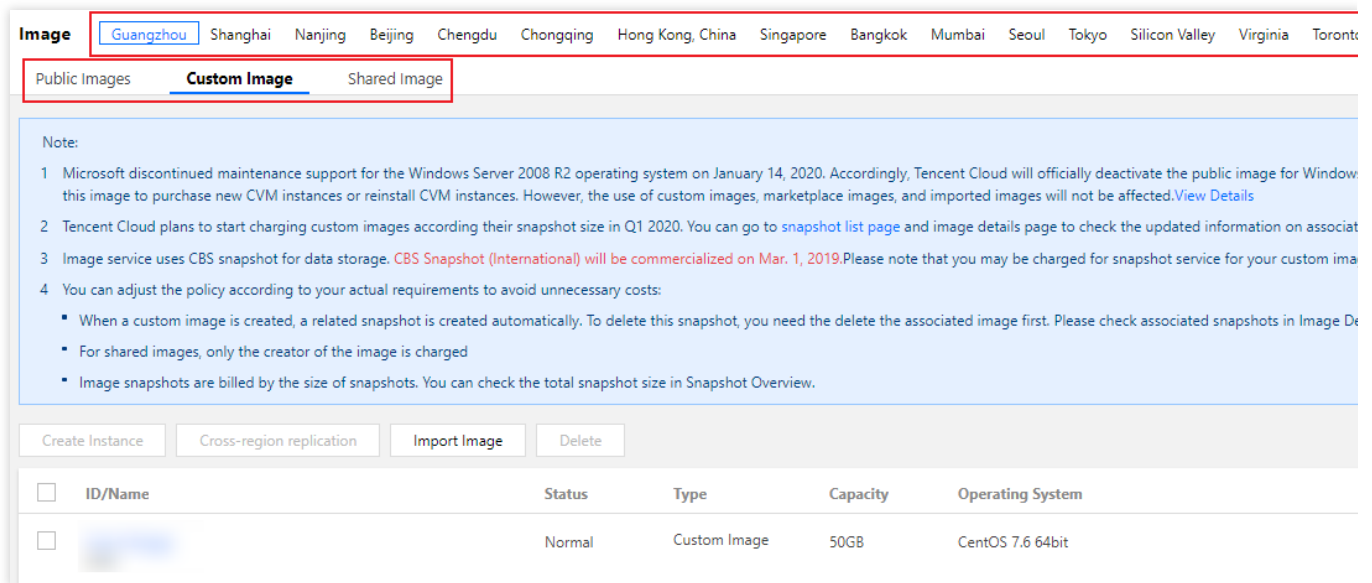 Image Guangzhou Shanghai Nanjing Beijing Chengdu Chongqing Hong Kong, China Singapore Bangkok Mumbai Seoul Tokyo Silicon Valley Virginia Toronto
Public Images Custom Image Shared Image
Note:
1 Microsoft discontinued maintenance support for the Windows Server 2008 R2 operating system on January 14, 2020. Accordingly, Tencent Cloud will officially deactivate the public image for Windows
this image to purchase new CVM instances or reinstall CVM instances. However, the use of custom images, marketplace images, and imported images will not be affected.View Details
2 Tencent Cloud plans to start charging custom images according their snapshot size in Q1 2020. You can go to snapshot list page and image details page to check the updated information on associat
3 Image service uses CBS snapshot for data storage. CBS Snapshot (International) will be commercialized on Mar. 1, 2019.Please note that you may be charged for snapshot service for your custom ima
4 You can adjust the policy according to your actual requirements to avoid unnecessary costs:
▪ When a custom image is created, a related snapshot is created automatically. To delete this snapshot, you need the delete the associated image first. Please check associated snapshots in Image De
▪ For shared images, only the creator of the image is charged
▪ Image snapshots are billed by the size of snapshots. You can check the total snapshot size in Snapshot Overview.
Create Instance Cross-region replication Import Image Delete
ID/Name Status Type Capacity Operating System
Normal Custom Image 50GB CentOS 7.6 64bit